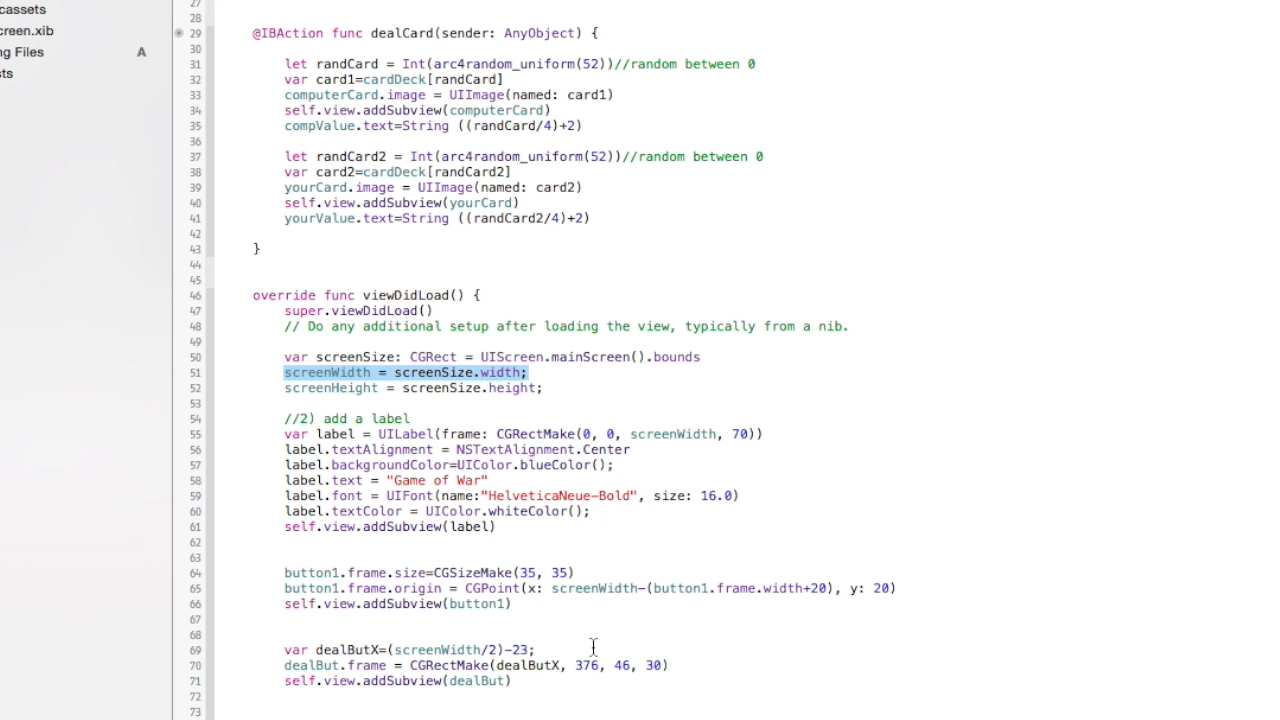 cassets
creen.xib
ng Files A
sts
27
28
29 @IBAction func dealCard(sender: AnyObject) {
30
31 let randCard = Int(arc4random_uniform(52))//random between 0
32 var card1=cardDeck[randCard]
33 computerCard.image = UIImage(named: card1)
34 self.view.addSubview(computerCard)
35 compValue.text=String ((randCard/4)+2)
36
37 let randCard2 = Int(arc4random_uniform(52))//random between 0
38 var card2=cardDeck[randCard2]
39 yourCard.image = UIImage(named: card2)
40 self.view.addSubview(yourCard)
41 yourValue.text=String ((randCard2/4)+2)
42
43 }
44
45
46 override func viewDidLoad() {
47 super.viewDidLoad()
48 // Do any additional setup after loading the view, typically from a nib.
49
50 var screenSize: CGRect = UIScreen.mainScreen().bounds
51 screenWidth = screenSize.width;
52 screenHeight = screenSize.height;
53
54 //2) add a label
55 var label = UILabel(frame: CGRectMake(0, 0, screenWidth, 70))
56 label.textAlignment = NSTextAlignment.Center
57 label.backgroundColor=UIColor.blueColor();
58 label.text = "Game of War"
59 label.font = UIFont(name:"HelveticaNeue-Bold", size: 16.0)
60 label.textColor = UIColor.whiteColor();
61 self.view.addSubview(label)
62
63
64 button1.frame.size=CGSizeMake(35, 35)
65 button1.frame.origin = CGPoint(x: screenWidth-(button1.frame.width+20), y: 20)
66 self.view.addSubview(button1)
67
68
69 var dealButX=(screenWidth/2)-23;
70 dealBut.frame = CGRectMake(dealButX, 376, 46, 30)
71 self.view.addSubview(dealBut)
72
73